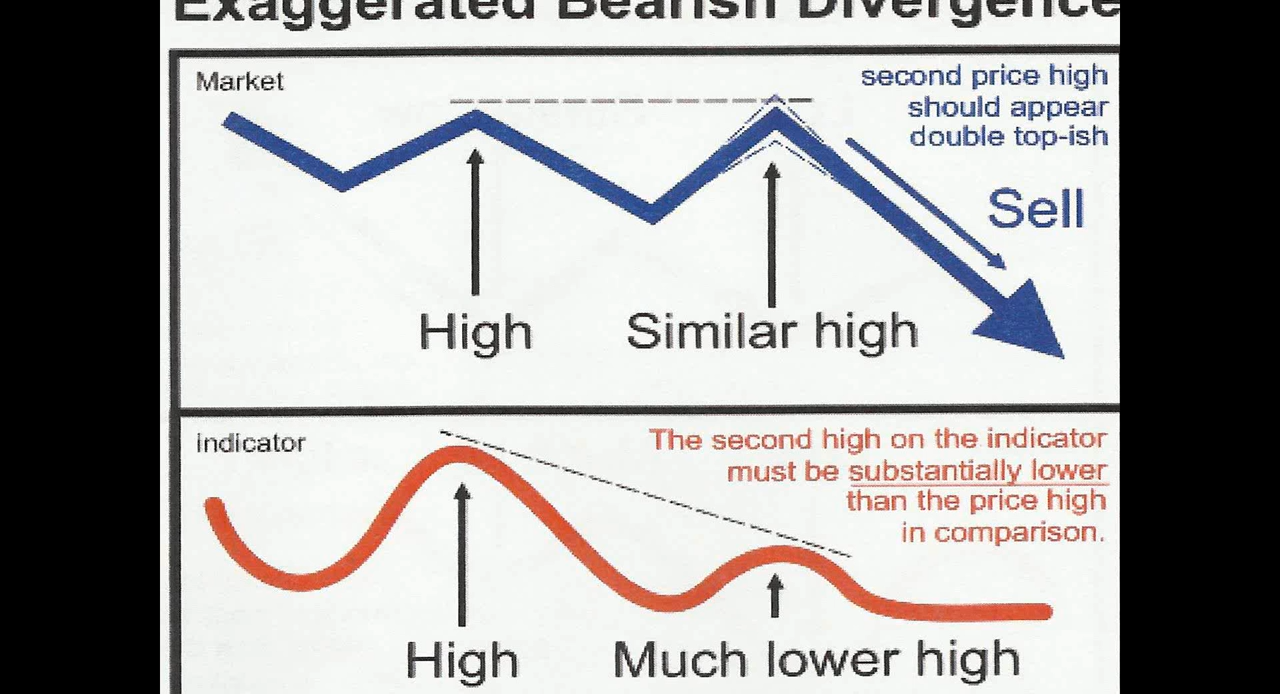 Exaggerated Bearish Divergence
Market
second price high
should appear
double top-ish
Sell
High
Similar high
indicator
The second high on the indicator
must be substantially lower
than the price high
in comparison.
High
Much lower high